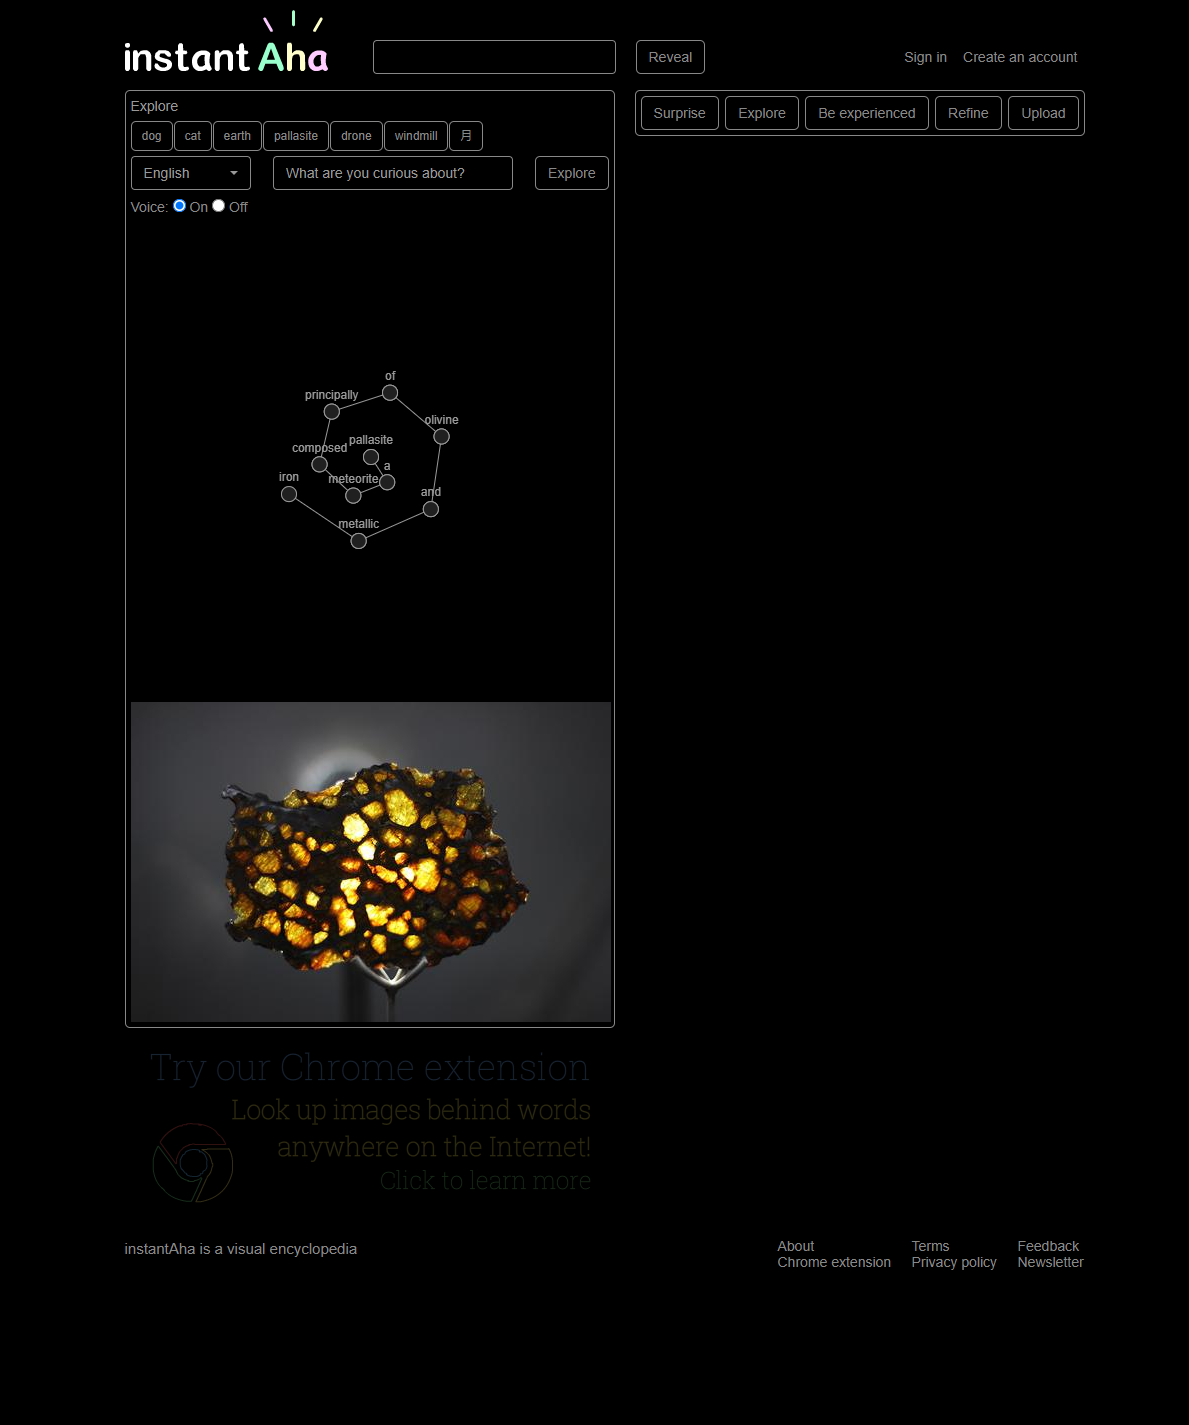 instant Aha
Reveal
Sign in
Create an account
Explore
dog
cat
earth
pallasite
drone
windmill
月
English
What are you curious about?
Explore
Voice: On Off
Surprise
Explore
Be experienced
Refine
Upload
of
principally
olivine
pallasite
composed
a
iron
meteorite
and
metallic
Try our Chrome extension
Look up images behind words
anywhere on the Internet!
Click to learn more
instantAha is a visual encyclopedia
About
Chrome extension
Terms
Privacy policy
Feedback
Newsletter